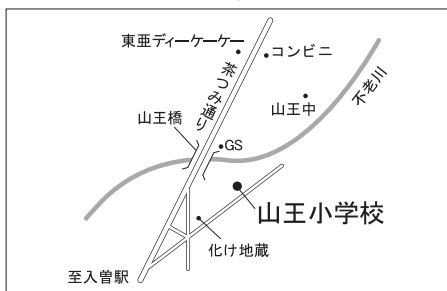 東亜ディーケーケー
コンビニ
茶つみ通り
山王中
不老川
山王橋
GS
山王小学校
化け地蔵
至入曽駅